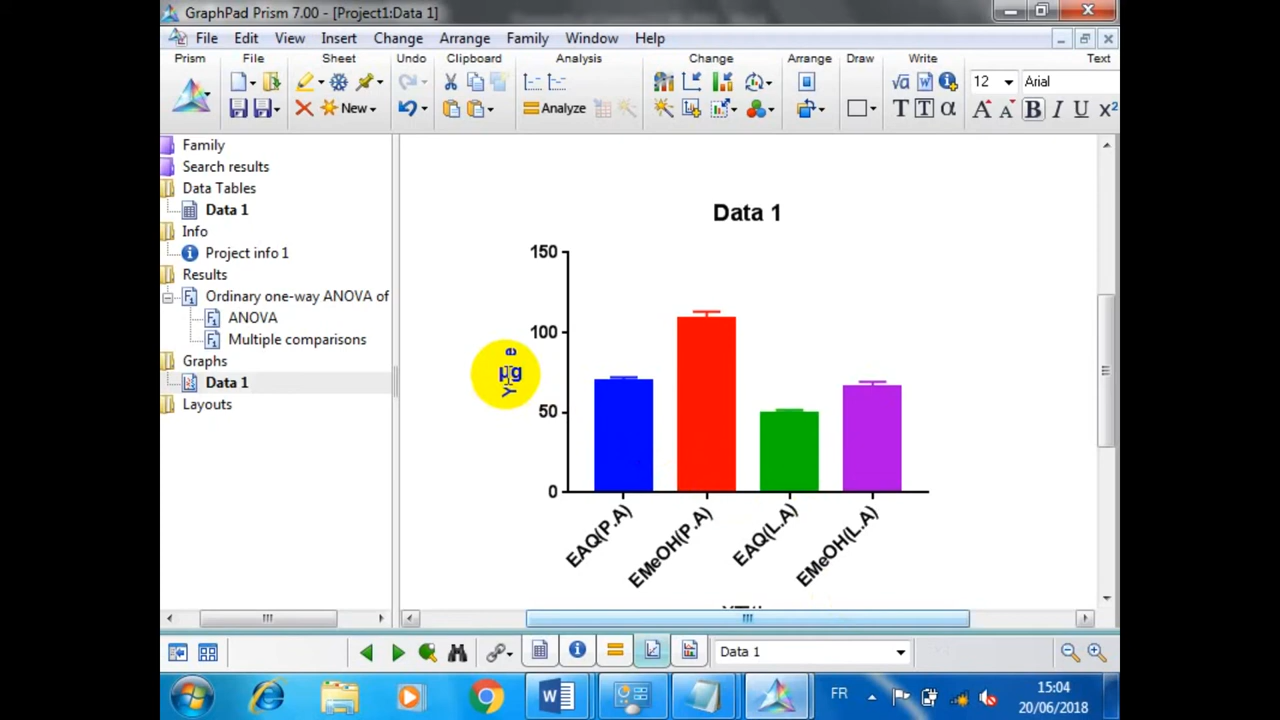 GraphPad Prism 7.00 - [Project1:Data 1]
File Edit View Insert Change Arrange Family Window Help
Prism File Sheet Undo Clipboard Analysis Change Arrange Draw Write Text
12 Arial
New Analyze T T α B I U X²
Family
Search results
Data Tables
Data 1
Info
Project info 1
Results
Ordinary one-way ANOVA of
ANOVA
Multiple comparisons
Graphs
Data 1
Layouts
Data 1
150
100
50
0
µg
EAQ(P.A)
EMeOH(P.A)
EAQ(L.A)
EMeOH(L.A)
Data 1
FR
15:04
20/06/2018